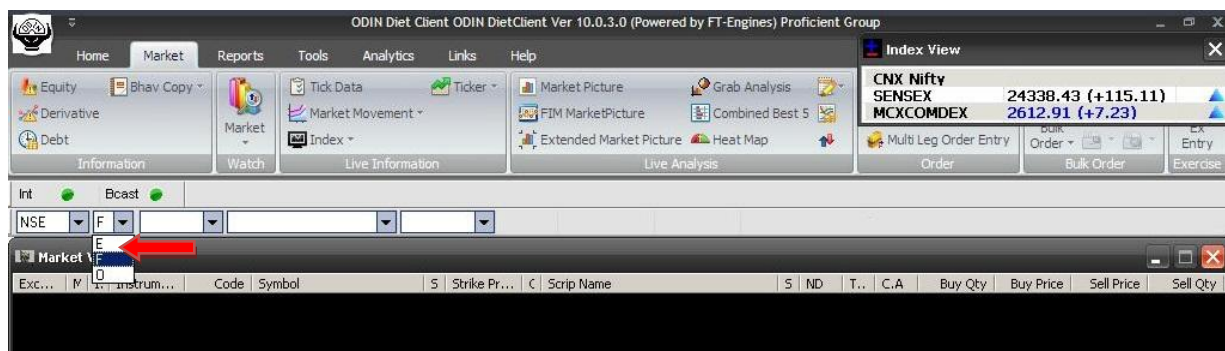 ODIN Diet Client ODIN DietClient Ver 10.0.3.0 (Powered by FT-Engines) Proficient Group
Home Market Reports Tools Analytics Links Help
Index View
CNX Nifty
SENSEX 24338.43 (+115.11)
MCXCOMDEX 2612.91 (+7.23)
Equity Bhav Copy
Derivative
Debt
Information
Market
Watch
Tick Data Ticker
Market Movement
Index
Live Information
Market Picture Grab Analysis
FIM MarketPicture Combined Best 5
Extended Market Picture Heat Map
Live Analysis
Multi Leg Order Entry
Order
Bulk
Order
Bulk Order
Ex
Entry
Exercise
Int Bcast
NSE F
E
F
O
Market
Exc... M Instrum... Code Symbol S Strike Pr... C Scrip Name S ND T.. C.A Buy Qty Buy Price Sell Price Sell Qty